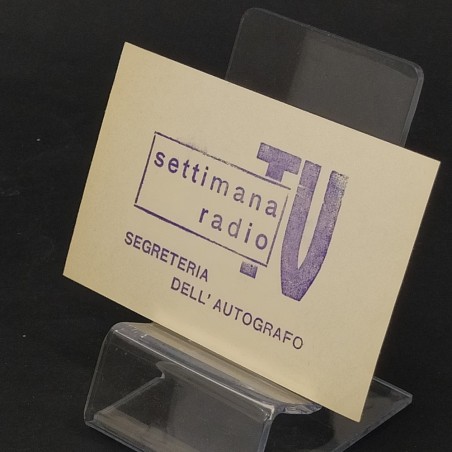 settimana
radio
TV
SEGRETERIA
DELL'AUTOGRAFO